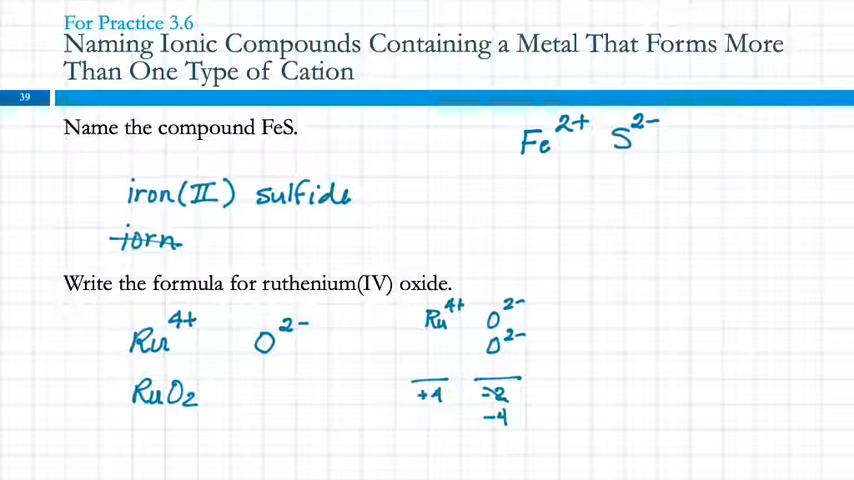 For Practice 3.6
Naming Ionic Compounds Containing a Metal That Forms More
Than One Type of Cation
39
Name the compound FeS.
Fe²⁺ S²⁻
iron(II) sulfide
iorn
Write the formula for ruthenium(IV) oxide.
Ru⁴⁺ O²⁻
Ru⁴⁺ O²⁻
O²⁻
RuO₂
+4 -2
-4